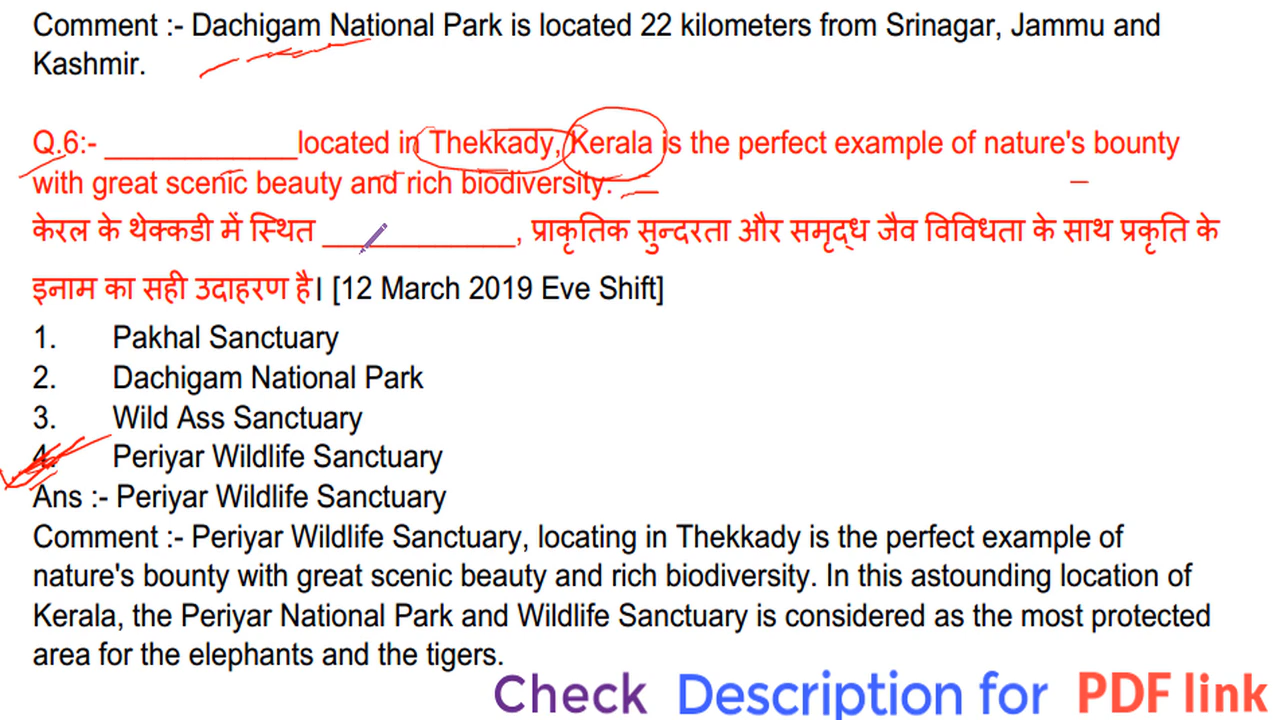 Comment :- Dachigam National Park is located 22 kilometers from Srinagar, Jammu and
Kashmir.
Q.6:- _____________located in Thekkady, Kerala is the perfect example of nature's bounty
with great scenic beauty and rich biodiversity.
केरल के थेक्कडी में स्थित _____________, प्राकृतिक सुन्दरता और समृद्ध जैव विविधता के साथ प्रकृति के
इनाम का सही उदाहरण है। [12 March 2019 Eve Shift]
1. Pakhal Sanctuary
2. Dachigam National Park
3. Wild Ass Sanctuary
4. Periyar Wildlife Sanctuary
Ans :- Periyar Wildlife Sanctuary
Comment :- Periyar Wildlife Sanctuary, locating in Thekkady is the perfect example of
nature's bounty with great scenic beauty and rich biodiversity. In this astounding location of
Kerala, the Periyar National Park and Wildlife Sanctuary is considered as the most protected
area for the elephants and the tigers.
Check Description for PDF link